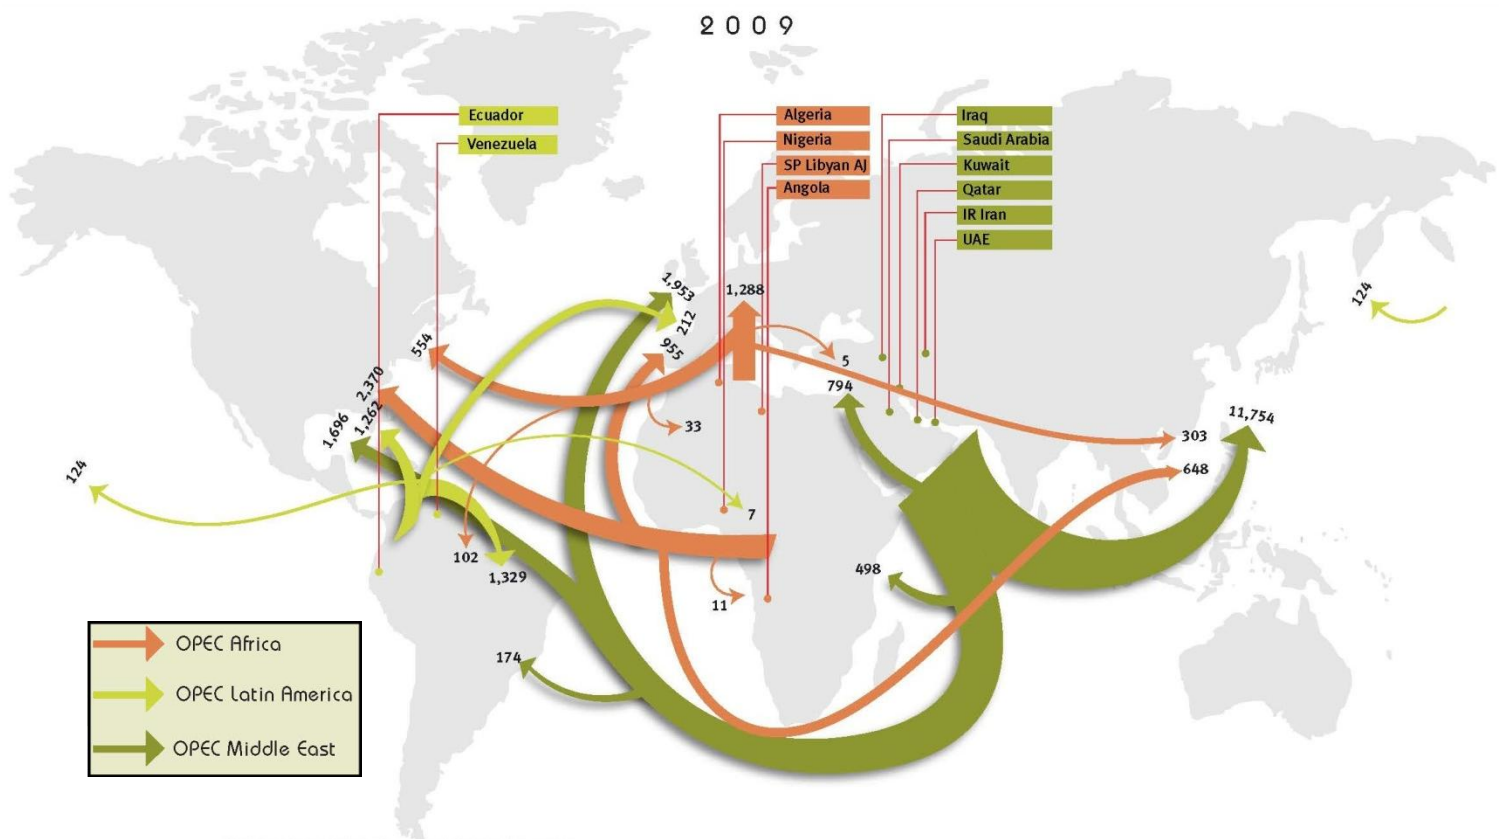 2009
Ecuador
Venezuela
Algeria
Nigeria
SP Libyan AJ
Angola
Iraq
Saudi Arabia
Kuwait
Qatar
IR Iran
UAE
1,953
212
955
1,288
5
794
554
2,370
1,262
1,696
124
124
33
303
648
11,754
7
102
1,329
498
11
174
OPEC Africa
OPEC Latin America
OPEC Middle East